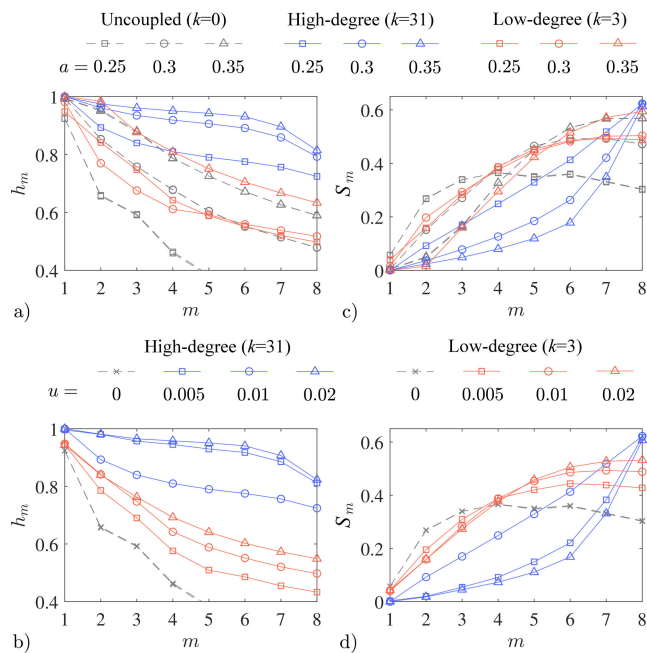 Uncoupled (k=0) High-degree (k=31) Low-degree (k=3)
a = 0.25 0.3 0.35 0.25 0.3 0.35 0.25 0.3 0.35
1
0.8
0.6
0.4
hm
1 2 3 4 5 6 7 8
m
a)
0.6
0.4
0.2
0
Sm
1 2 3 4 5 6 7 8
m
c)
High-degree (k=31) Low-degree (k=3)
u = 0 0.005 0.01 0.02 0 0.005 0.01 0.02
1
0.8
0.6
0.4
hm
1 2 3 4 5 6 7 8
m
b)
0.6
0.4
0.2
0
Sm
1 2 3 4 5 6 7 8
m
d)